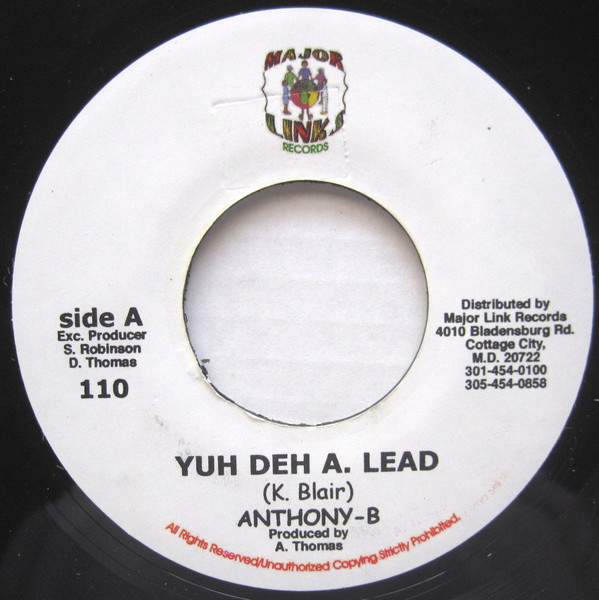 MAJOR
LINKS
RECORDS
side A
Exc. Producer
S. Robinson
D. Thomas
110
Distributed by
Major Link Records
4010 Bladensburg Rd.
Cottage City,
M.D. 20722
301-454-0100
305-454-0858
YUH DEH A. LEAD
(K. Blair)
ANTHONY-B
Produced by
A. Thomas
All Rights Reserved/Unauthorized Copying Strictly Prohibited.